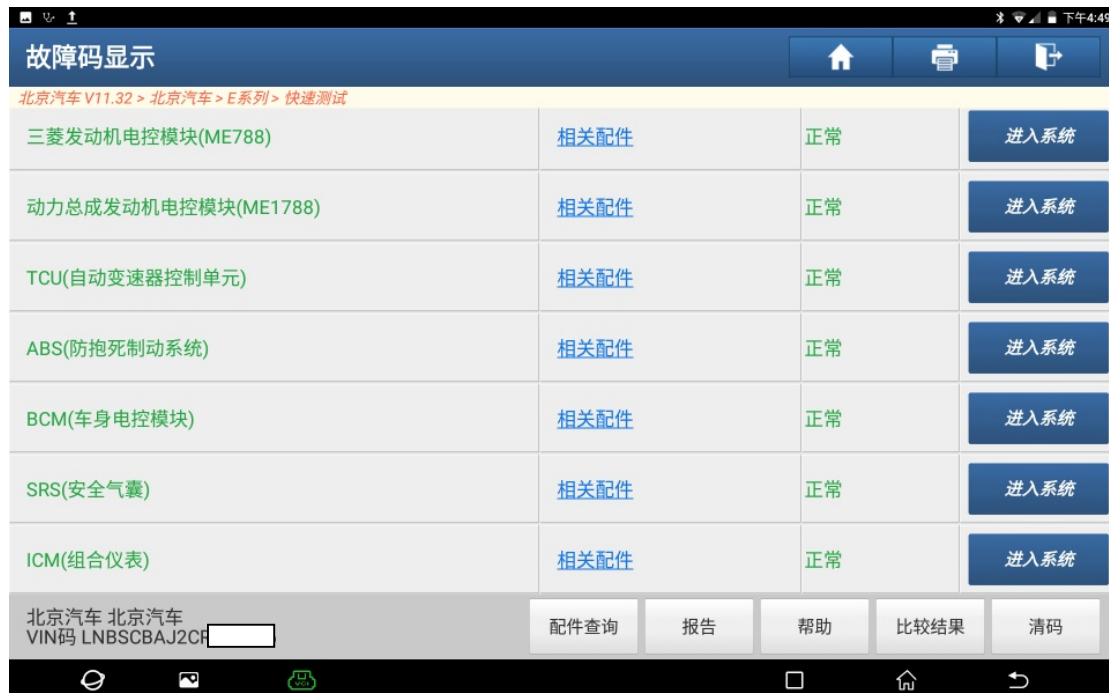 下午4:49
故障码显示
北京汽车 V11.32 > 北京汽车 > E系列 > 快速测试
三菱发动机电控模块(ME788) 相关配件 正常 进入系统
动力总成发动机电控模块(ME1788) 相关配件 正常 进入系统
TCU(自动变速器控制单元) 相关配件 正常 进入系统
ABS(防抱死制动系统) 相关配件 正常 进入系统
BCM(车身电控模块) 相关配件 正常 进入系统
SRS(安全气囊) 相关配件 正常 进入系统
ICM(组合仪表) 相关配件 正常 进入系统
北京汽车 北京汽车
VIN码 LNBSCBAJ2C
配件查询 报告 帮助 比较结果 清码
VCI